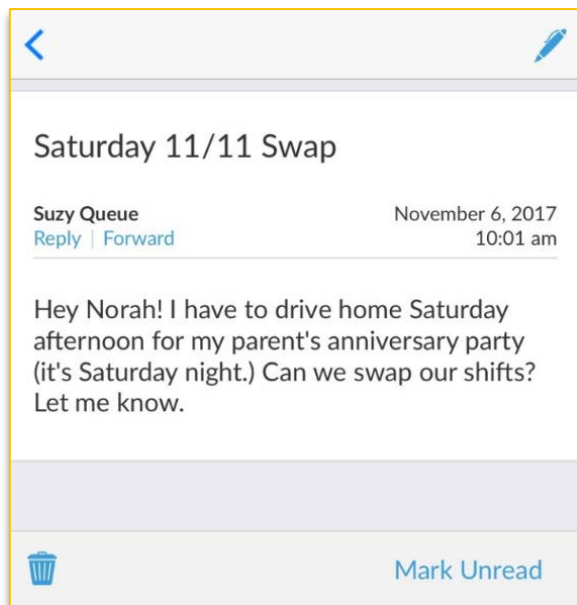 Saturday 11/11 Swap
Suzy Queue November 6, 2017
Reply | Forward 10:01 am
Hey Norah! I have to drive home Saturday
afternoon for my parent's anniversary party
(it's Saturday night.) Can we swap our shifts?
Let me know.
Mark Unread